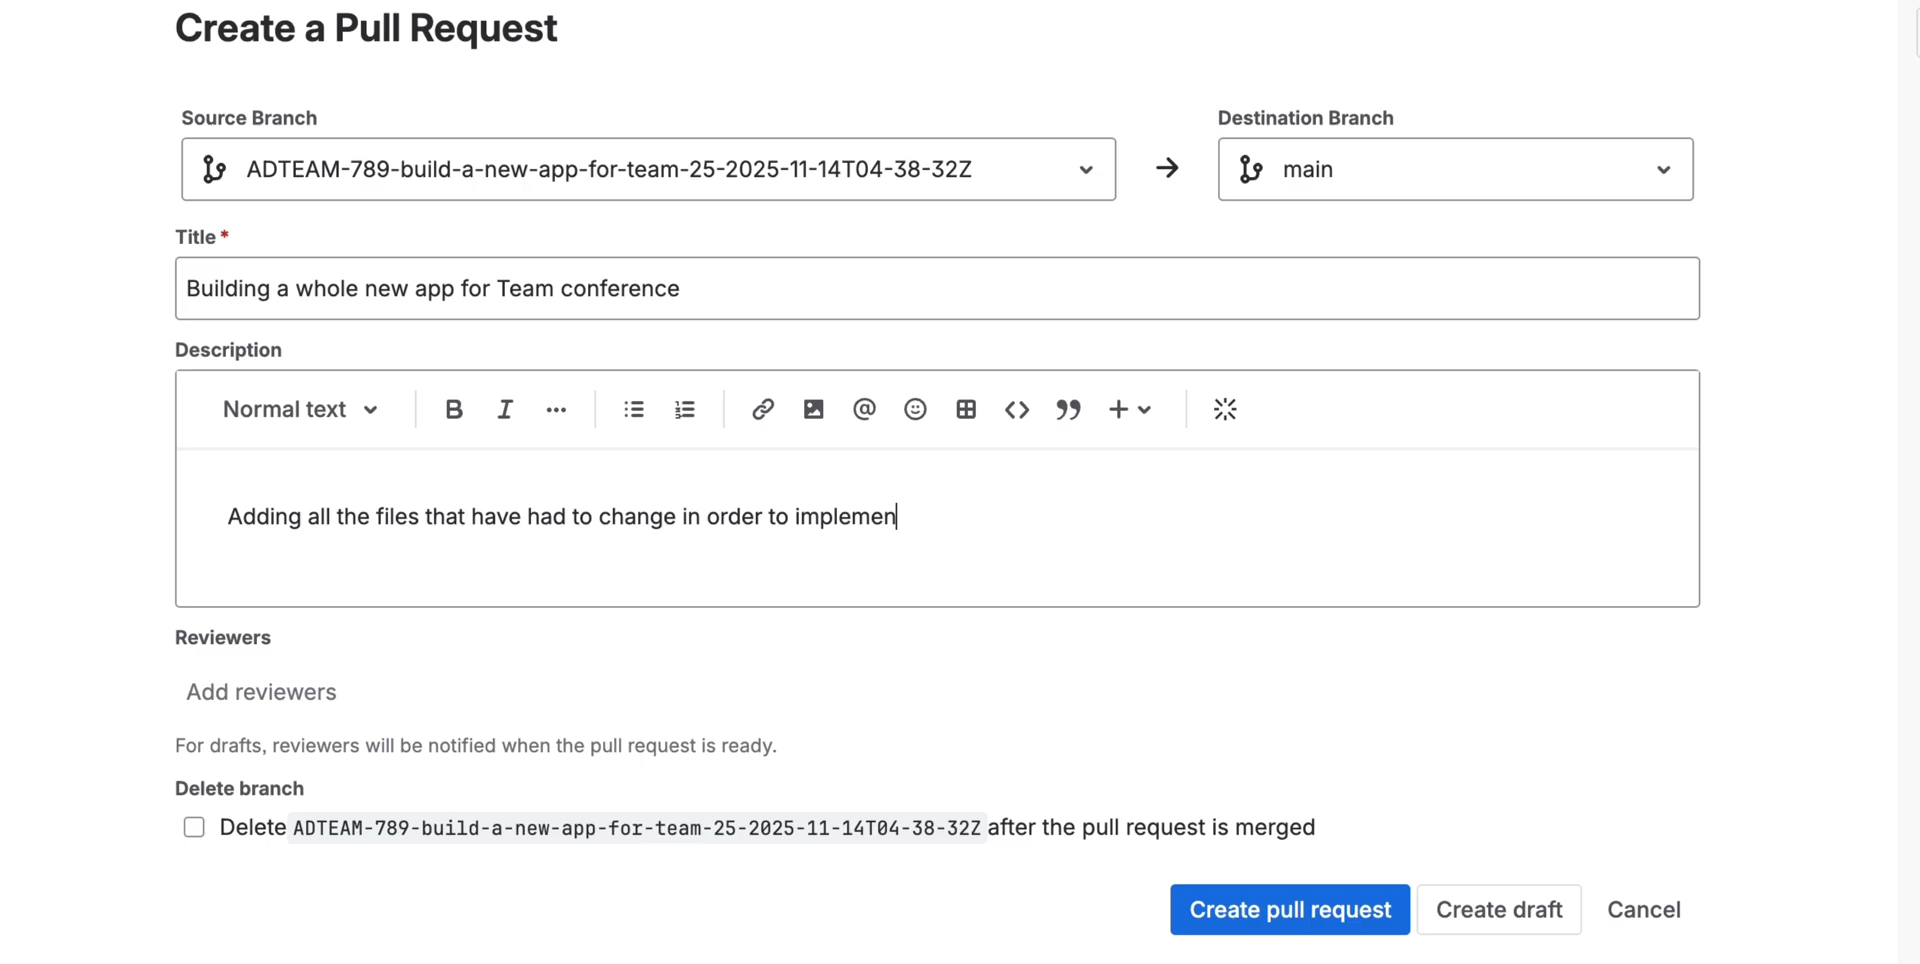 Create a Pull Request
Source Branch
Destination Branch
ADTEAM-789-build-a-new-app-for-team-25-2025-11-14T04-38-32Z
main
Title *
Building a whole new app for Team conference
Description
Normal text
Adding all the files that have had to change in order to implemen
Reviewers
Add reviewers
For drafts, reviewers will be notified when the pull request is ready.
Delete branch
Delete ADTEAM-789-build-a-new-app-for-team-25-2025-11-14T04-38-32Z after the pull request is merged
Create pull request Create draft Cancel